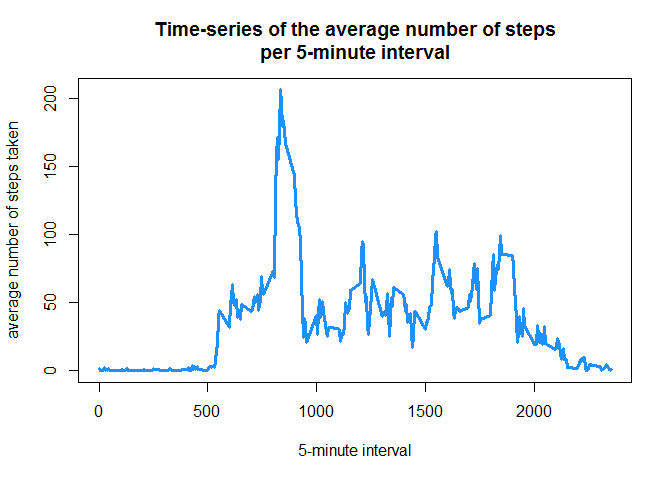 Time-series of the average number of steps
per 5-minute interval
average number of steps taken
200
150
100
50
0
0 500 1000 1500 2000
5-minute interval